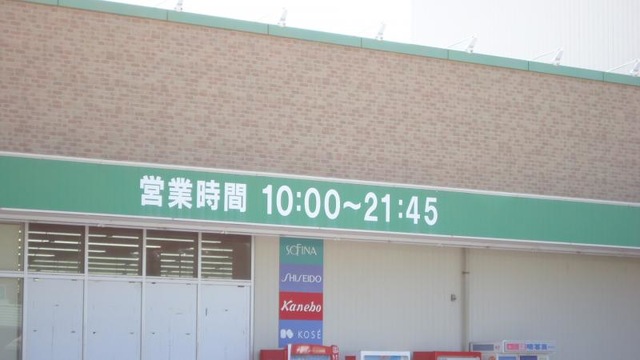 営業時間 10:00~21:45
SOFINA
SHISEIDO
Kanebo
KOSÉ